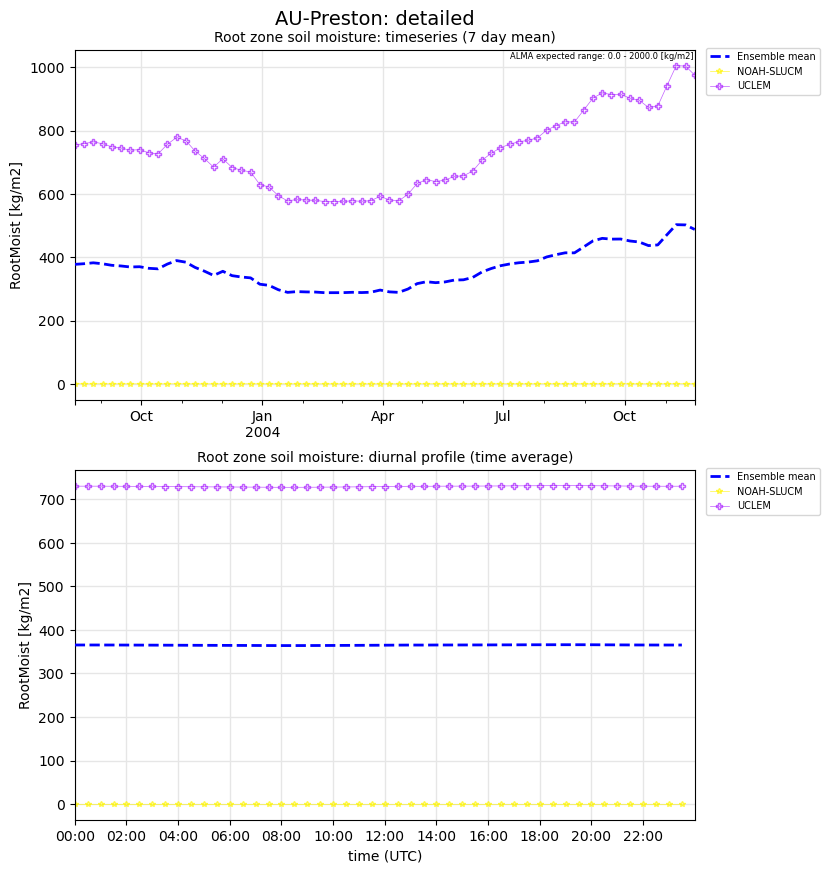 AU-Preston: detailed
Root zone soil moisture: timeseries (7 day mean)
ALMA expected range: 0.0 - 2000.0 [kg/m2]
Ensemble mean
NOAH-SLUCM
UCLEM
RootMoist [kg/m2]
1000
800
600
400
200
0
Oct Jan Apr Jul Oct
2004
Root zone soil moisture: diurnal profile (time average)
Ensemble mean
NOAH-SLUCM
UCLEM
RootMoist [kg/m2]
700
600
500
400
300
200
100
0
00:00 02:00 04:00 06:00 08:00 10:00 12:00 14:00 16:00 18:00 20:00 22:00
time (UTC)